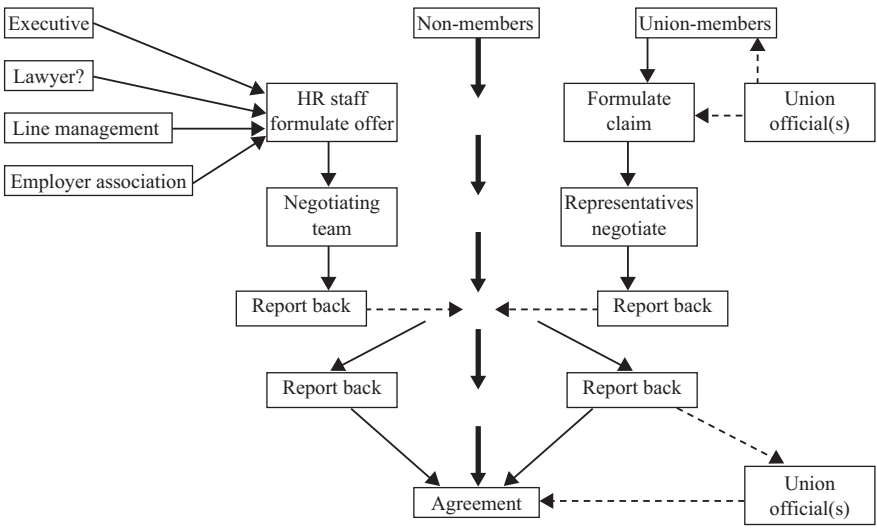 Executive
Non-members
Union-members
Lawyer?
HR staff
formulate offer
Formulate
claim
Union
official(s)
Line management
Employer association
Negotiating
team
Representatives
negotiate
Report back
Report back
Report back
Report back
Union
official(s)
Agreement